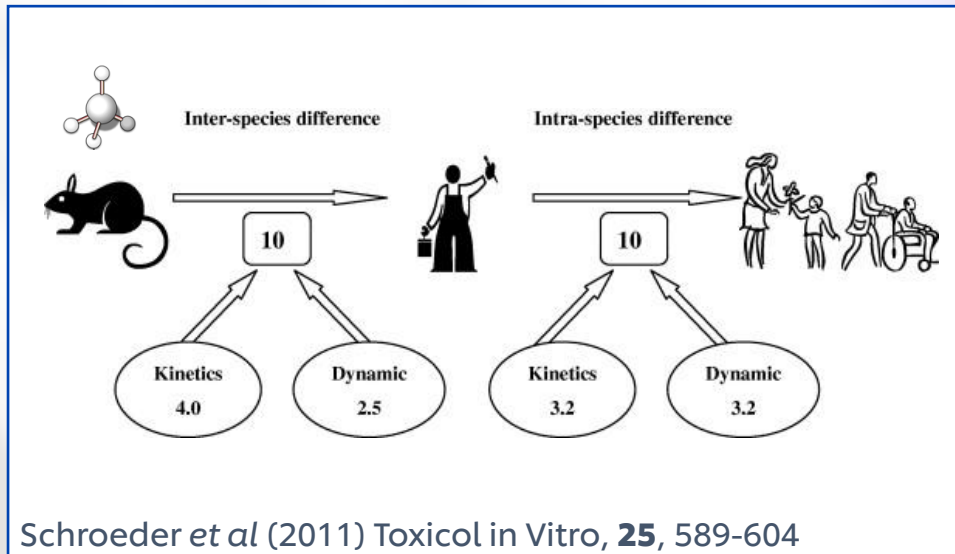 Inter-species difference
Intra-species difference
10
10
Kinetics
4.0
Dynamic
2.5
Kinetics
3.2
Dynamic
3.2
Schroeder et al (2011) Toxicol in Vitro, 25, 589-604